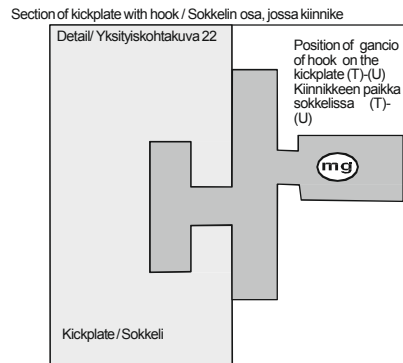 Section of kickplate with hook / Sokkelin osa, jossa kiinnike
Detail/ Yksityiskohtakuva 22
Position of gancio
of hook on the
kickplate (T)-(U)
Kiinnikkeen paikka
sokkelissa (T)-
(U)
mg
Kickplate / Sokkeli